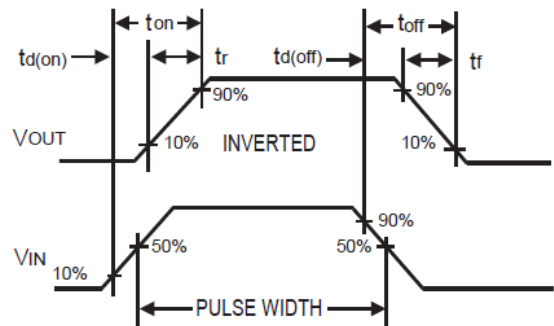 ton toff
td(on) tr td(off) tf
90% 90%
VOUT 10% INVERTED 10%
90%
VIN 50% 50%
10%
PULSE WIDTH